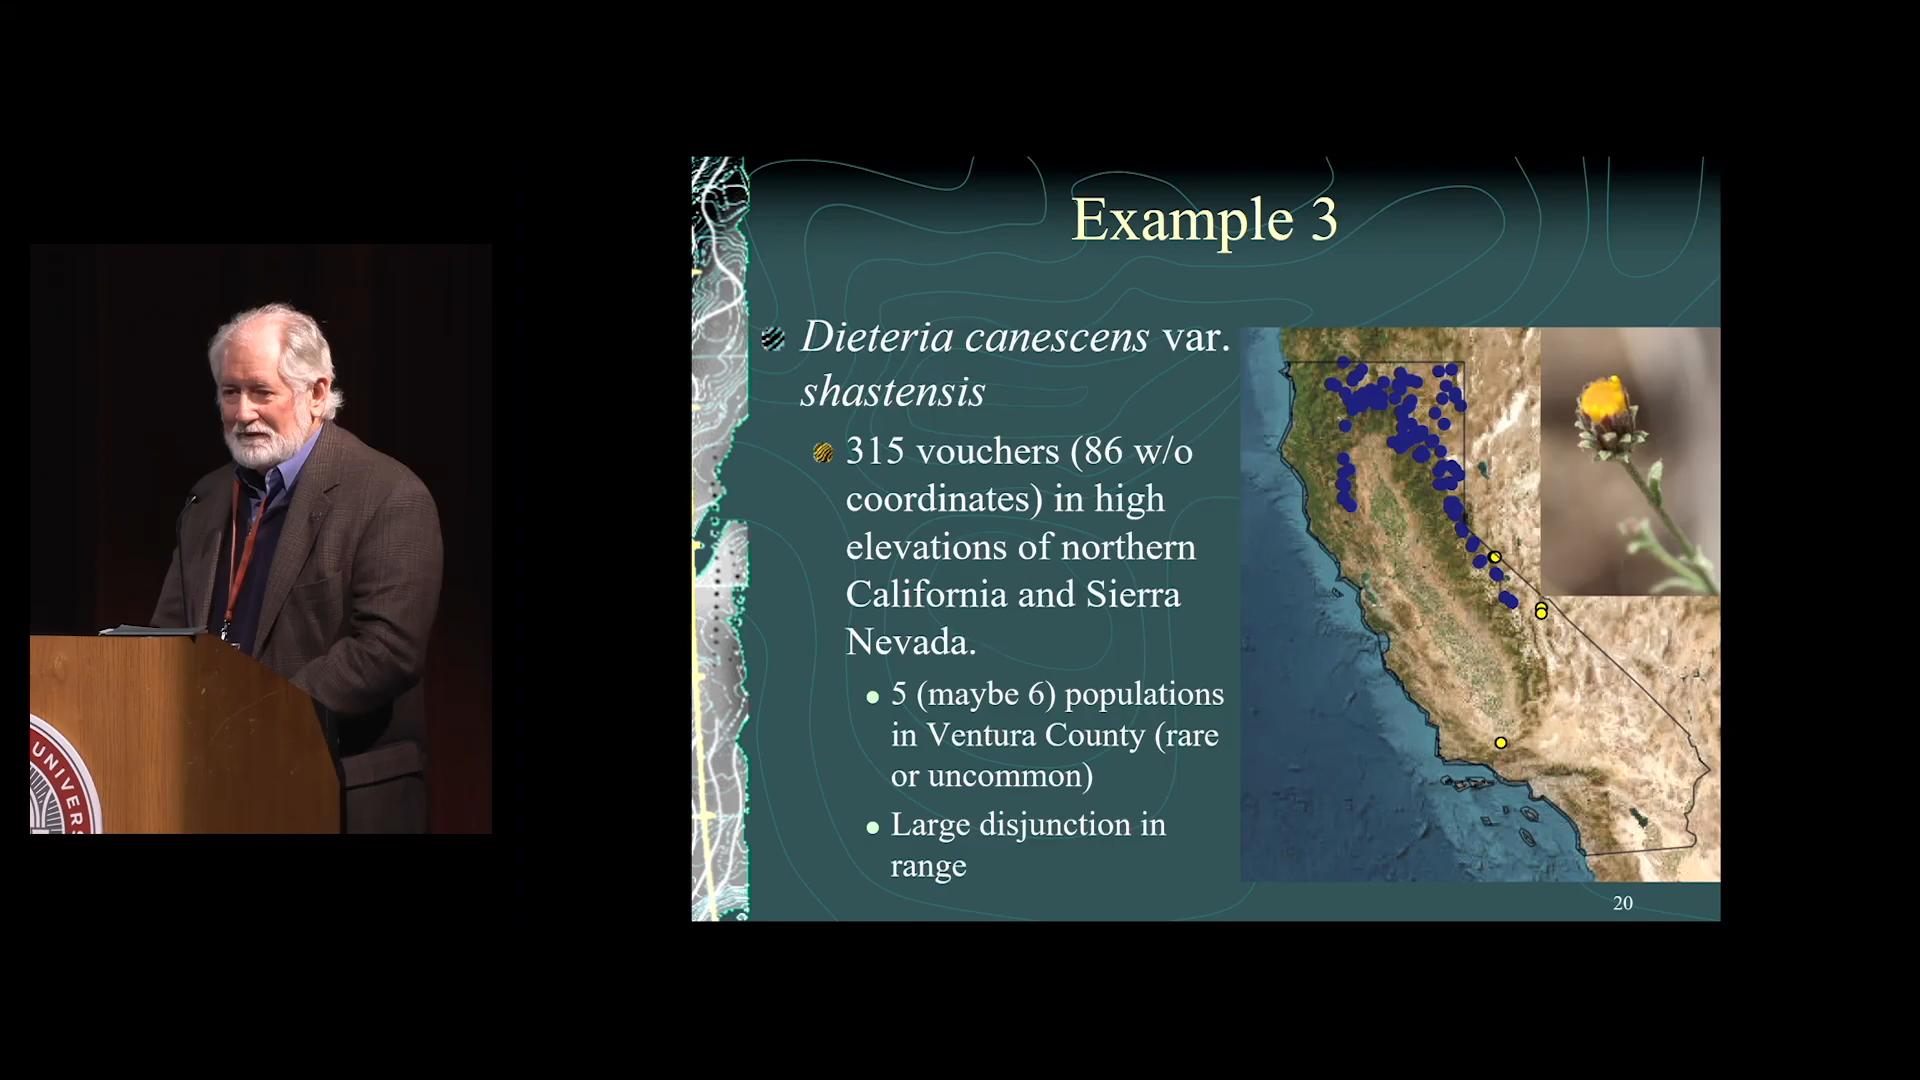 Example 3
Dieteria canescens var.
shastensis
315 vouchers (86 w/o
coordinates) in high
elevations of northern
California and Sierra
Nevada.
5 (maybe 6) populations
in Ventura County (rare
or uncommon)
Large disjunction in
range
20